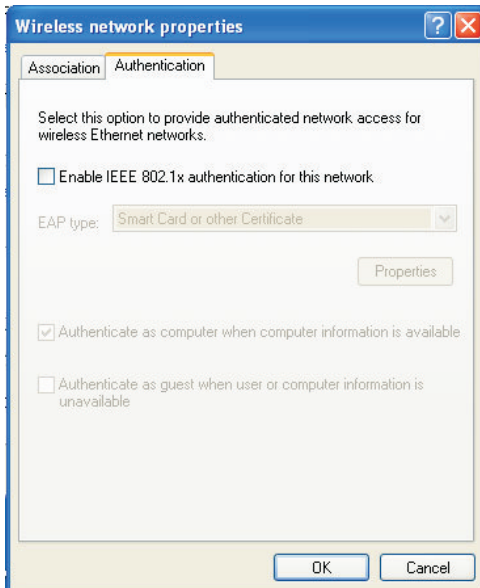 Wireless network properties
Association Authentication
Select this option to provide authenticated network access for
wireless Ethernet networks.
Enable IEEE 802.1x authentication for this network
EAP type: Smart Card or other Certificate
Properties
Authenticate as computer when computer information is available
Authenticate as guest when user or computer information is
unavailable
OK Cancel